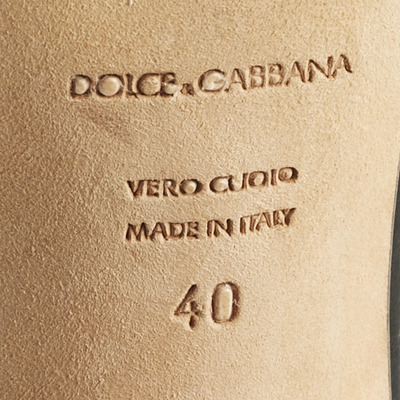 DOLCE & GABBANA
VERO CUOIO
MADE IN ITALY
40